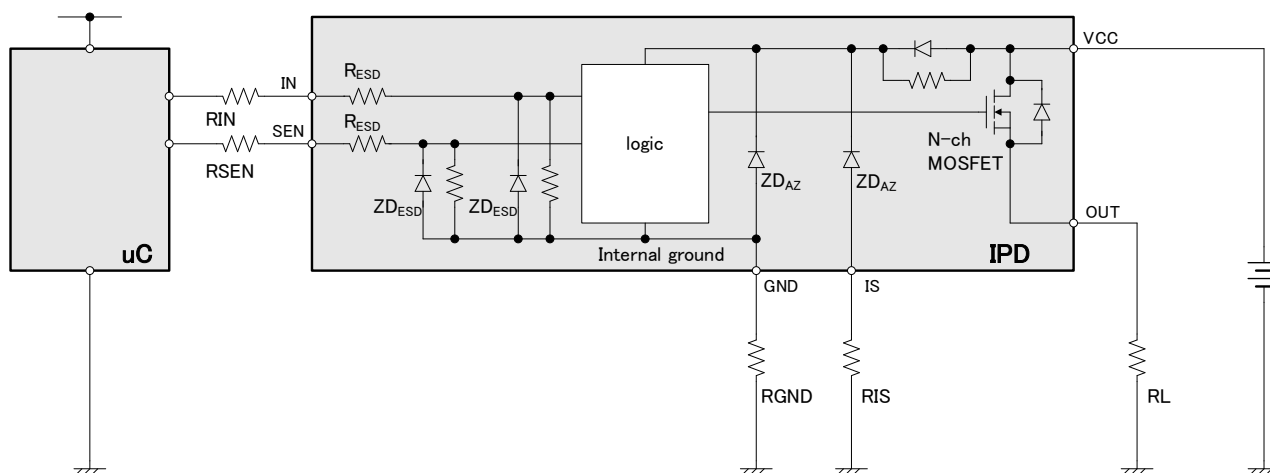 VCC
R_ESD
IN
RIN
SEN
R_ESD
RSEN
logic
N-ch
MOSFET
ZD_AZ
ZD_AZ
ZD_ESD
ZD_ESD
OUT
uC
Internal ground
IPD
GND
IS
RGND
RIS
RL